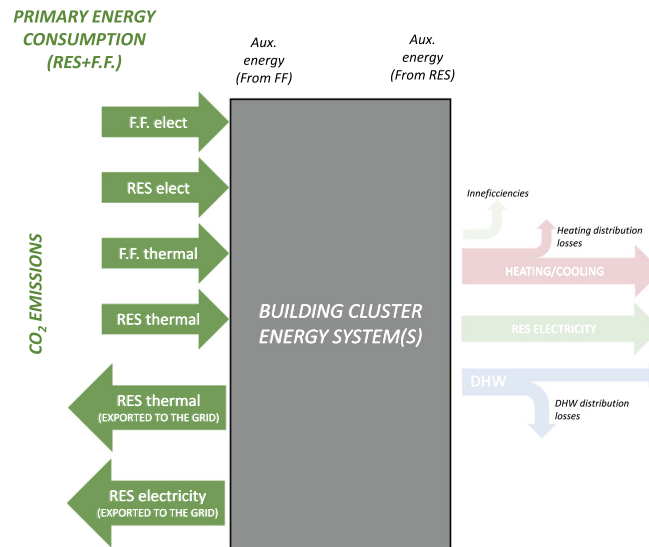 PRIMARY ENERGY
CONSUMPTION
(RES+F.F.)
Aux.
energy
(From FF)
Aux.
energy
(From RES)
F.F. elect
RES elect
F.F. thermal
RES thermal
RES thermal
(EXPORTED TO THE GRID)
RES electricity
(EXPORTED TO THE GRID)
CO₂ EMISSIONS
BUILDING CLUSTER
ENERGY SYSTEM(S)
Inneficciencies
Heating distribution
losses
HEATING/COOLING
RES ELECTRICITY
DHW
DHW distribution
losses